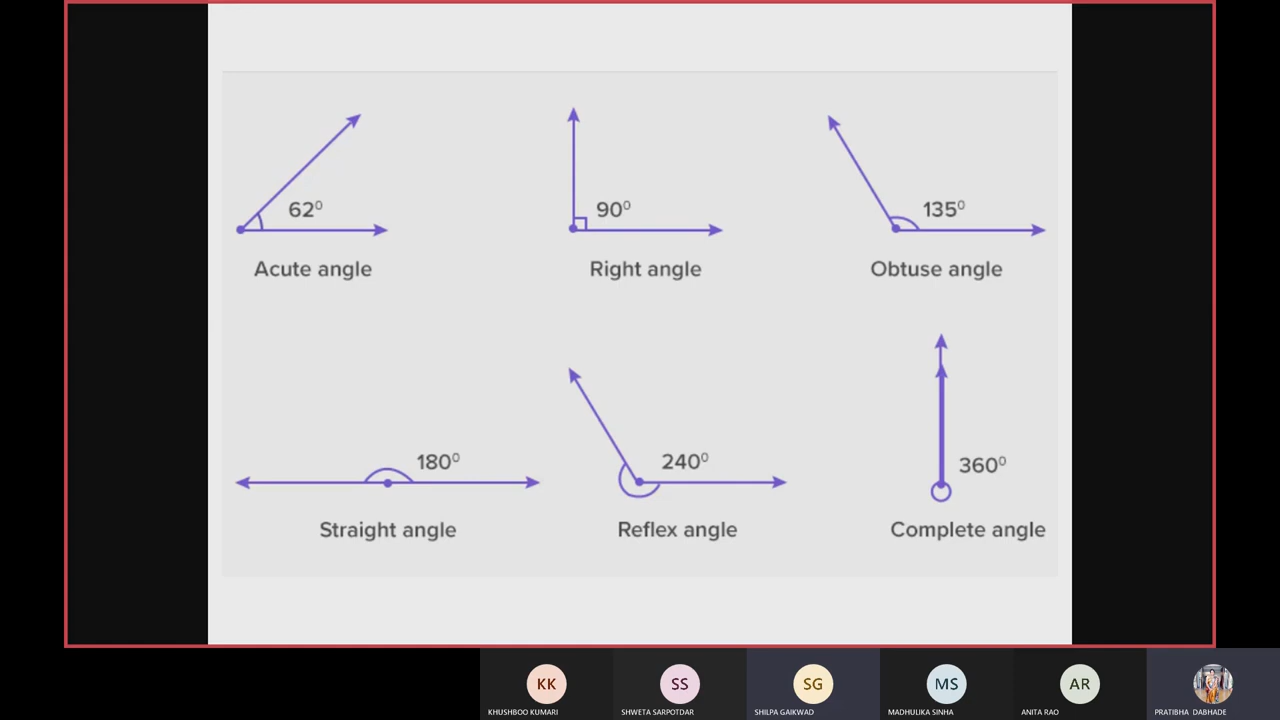 62⁰
90⁰
135⁰
Acute angle
Right angle
Obtuse angle
180⁰
240⁰
360⁰
Straight angle
Reflex angle
Complete angle
KK
SS
SG
MS
AR
KHUSHBOO KUMARI
SHWETA SARPOTDAR
SHILPA GAIKWAD
MADHULIKA SINHA
ANITA RAO
PRATIBHA DABHADE